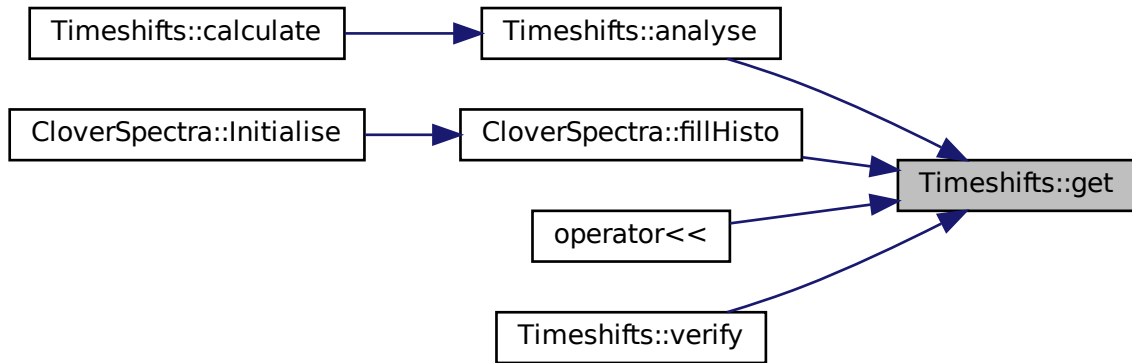 Timeshifts::calculate
Timeshifts::analyse
CloverSpectra::Initialise
CloverSpectra::fillHisto
Timeshifts::get
operator<<
Timeshifts::verify